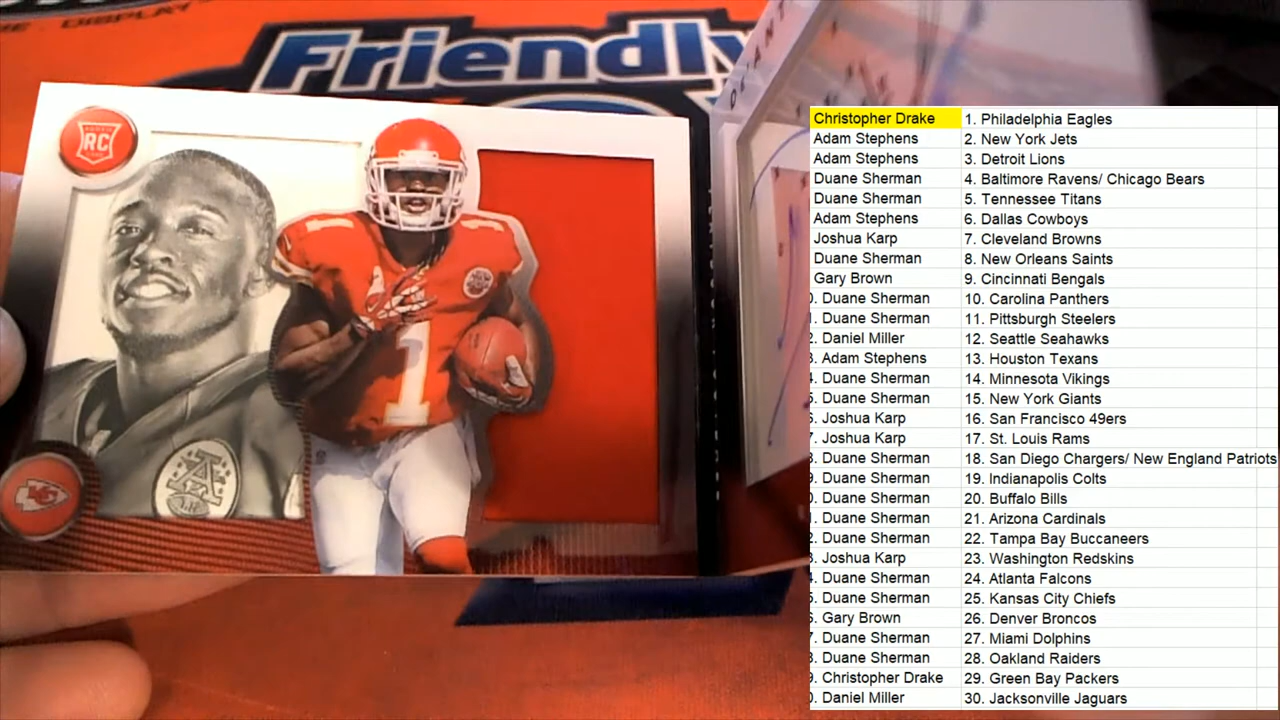 DISPLAY
Friendly
RC
1
1
1
Christopher Drake 1. Philadelphia Eagles
Adam Stephens 2. New York Jets
Adam Stephens 3. Detroit Lions
Duane Sherman 4. Baltimore Ravens/ Chicago Bears
Duane Sherman 5. Tennessee Titans
Adam Stephens 6. Dallas Cowboys
Joshua Karp 7. Cleveland Browns
Duane Sherman 8. New Orleans Saints
Gary Brown 9. Cincinnati Bengals
. Duane Sherman 10. Carolina Panthers
. Duane Sherman 11. Pittsburgh Steelers
. Daniel Miller 12. Seattle Seahawks
. Adam Stephens 13. Houston Texans
. Duane Sherman 14. Minnesota Vikings
. Duane Sherman 15. New York Giants
. Joshua Karp 16. San Francisco 49ers
. Joshua Karp 17. St. Louis Rams
. Duane Sherman 18. San Diego Chargers/ New England Patriots
. Duane Sherman 19. Indianapolis Colts
. Duane Sherman 20. Buffalo Bills
. Duane Sherman 21. Arizona Cardinals
. Duane Sherman 22. Tampa Bay Buccaneers
. Joshua Karp 23. Washington Redskins
. Duane Sherman 24. Atlanta Falcons
. Duane Sherman 25. Kansas City Chiefs
. Gary Brown 26. Denver Broncos
. Duane Sherman 27. Miami Dolphins
. Duane Sherman 28. Oakland Raiders
. Christopher Drake 29. Green Bay Packers
. Daniel Miller 30. Jacksonville Jaguars